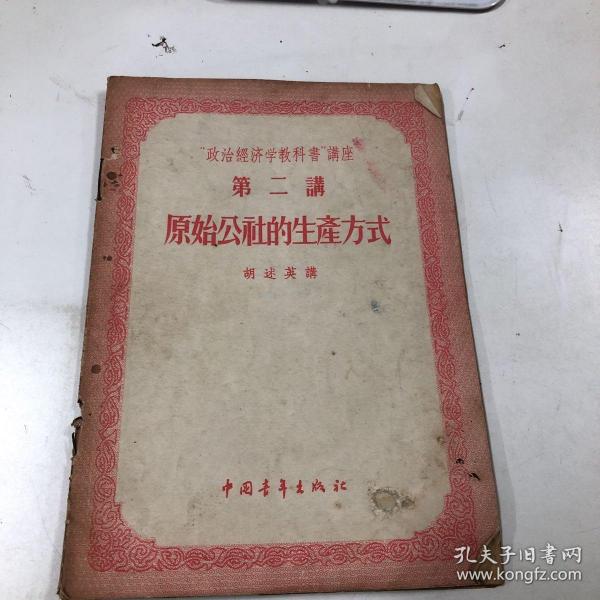 “政治經济学教科書”講座
第二講
原始公社的生產方式
胡述英講
中国青年出版社
孔夫子旧書网
www.kongfz.com